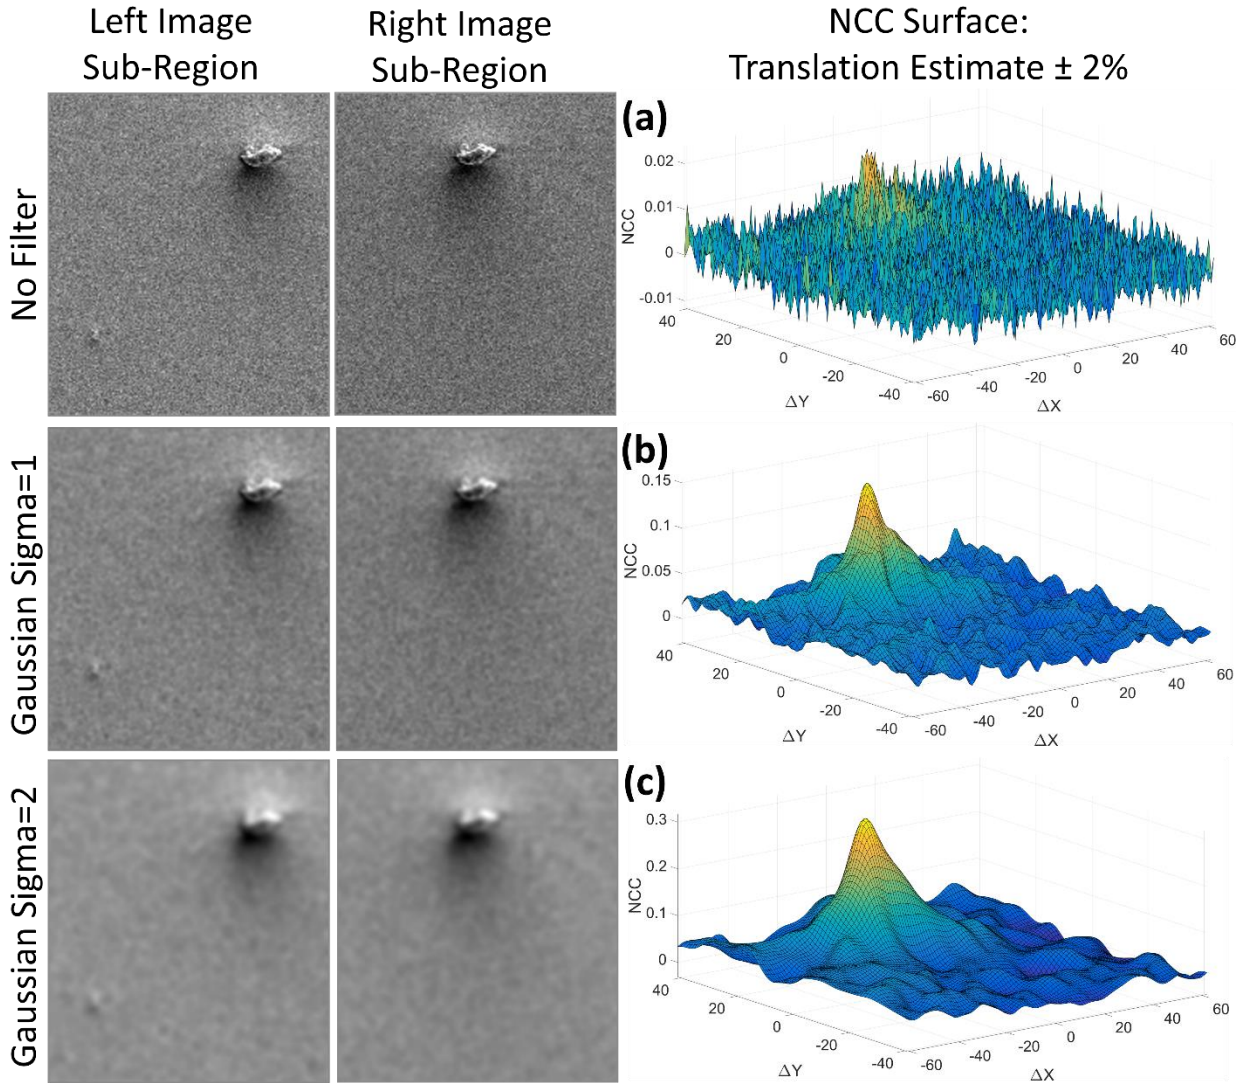 Left Image
Sub-Region
Right Image
Sub-Region
NCC Surface:
Translation Estimate ± 2%
No Filter
(a)
0.02
0.01
0
-0.01
NCC
40
20
0
-20
-40
ΔY
-60
-40
-20
0
20
40
60
ΔX
Gaussian Sigma=1
(b)
0.15
0.1
0.05
0
NCC
40
20
0
-20
-40
ΔY
-60
-40
-20
0
20
40
60
ΔX
Gaussian Sigma=2
(c)
0.3
0.2
0.1
0
NCC
40
20
0
-20
-40
ΔY
-60
-40
-20
0
20
40
60
ΔX